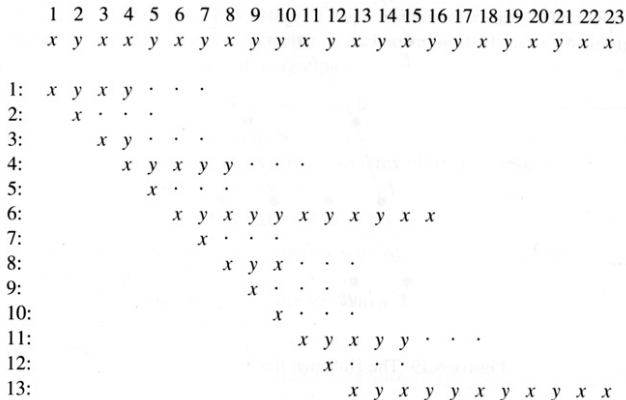 1 2 3 4 5 6 7 8 9 10 11 12 13 14 15 16 17 18 19 20 21 22 23
x y x x y x y x y y x y x y x y y x y x y x x
1: x y x y · · ·
2: x · · ·
3: x y · · ·
4: x y x y y · · ·
5: x · · ·
6: x y x y y x y x y x x
7: x · · ·
8: x y x · · ·
9: x · · ·
10: x · · ·
11: x y x y y · · ·
12: x · · ·
13: x y x y y x y x y x x